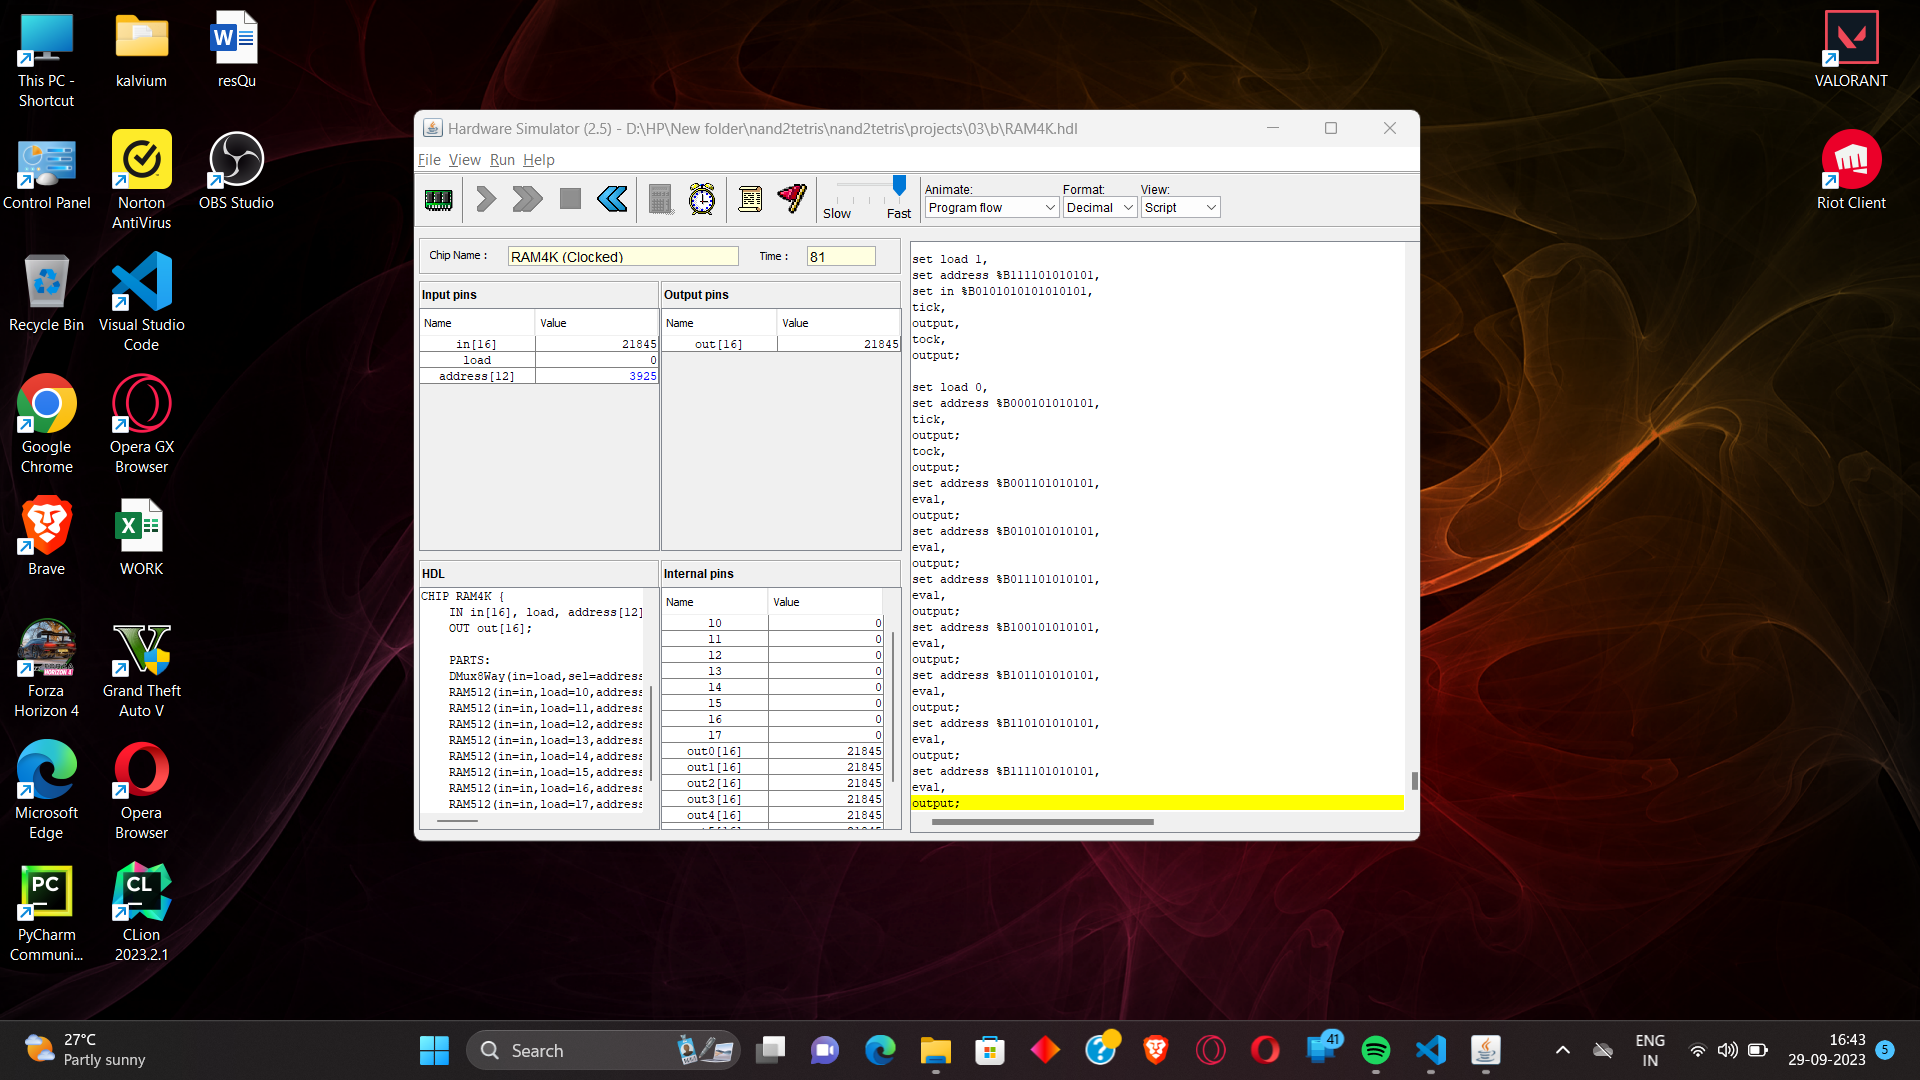 This PC -
Shortcut
kalvium
resQu
Control Panel
Norton
AntiVirus
OBS Studio
Recycle Bin
Visual Studio
Code
Google
Chrome
Opera GX
Browser
Brave
WORK
Forza
Horizon 4
Grand Theft
Auto V
Microsoft
Edge
Opera
Browser
PyCharm
Communi...
CLion
2023.2.1
VALORANT
Riot Client
Hardware Simulator (2.5) - D:\HP\New folder\nand2tetris\nand2tetris\projects\03\b\RAM4K.hdl
File View Run Help
Slow Fast
Animate:
Program flow
Format:
Decimal
View:
Script
Chip Name :
RAM4K (Clocked)
Time :
81
Input pins
Name Value
in[16] 21845
load 0
address[12] 3925
Output pins
Name Value
out[16] 21845
HDL
CHIP RAM4K {
IN in[16], load, address[12]
OUT out[16];
PARTS:
DMux8Way(in=load,sel=address
RAM512(in=in,load=l0,address
RAM512(in=in,load=l1,address
RAM512(in=in,load=l2,address
RAM512(in=in,load=l3,address
RAM512(in=in,load=l4,address
RAM512(in=in,load=l5,address
RAM512(in=in,load=l6,address
RAM512(in=in,load=l7,address
Internal pins
Name Value
l0 0
l1 0
l2 0
l3 0
l4 0
l5 0
l6 0
l7 0
out0[16] 21845
out1[16] 21845
out2[16] 21845
out3[16] 21845
out4[16] 21845
set load 1,
set address %B111101010101,
set in %B0101010101010101,
tick,
output,
tock,
output;
set load 0,
set address %B000101010101,
tick,
output;
tock,
output;
set address %B001101010101,
eval,
output;
set address %B010101010101,
eval,
output;
set address %B011101010101,
eval,
output;
set address %B100101010101,
eval,
output;
set address %B101101010101,
eval,
output;
set address %B110101010101,
eval,
output;
set address %B111101010101,
eval,
output;
27°C
Partly sunny
Search
41
ENG
IN
16:43
29-09-2023
5